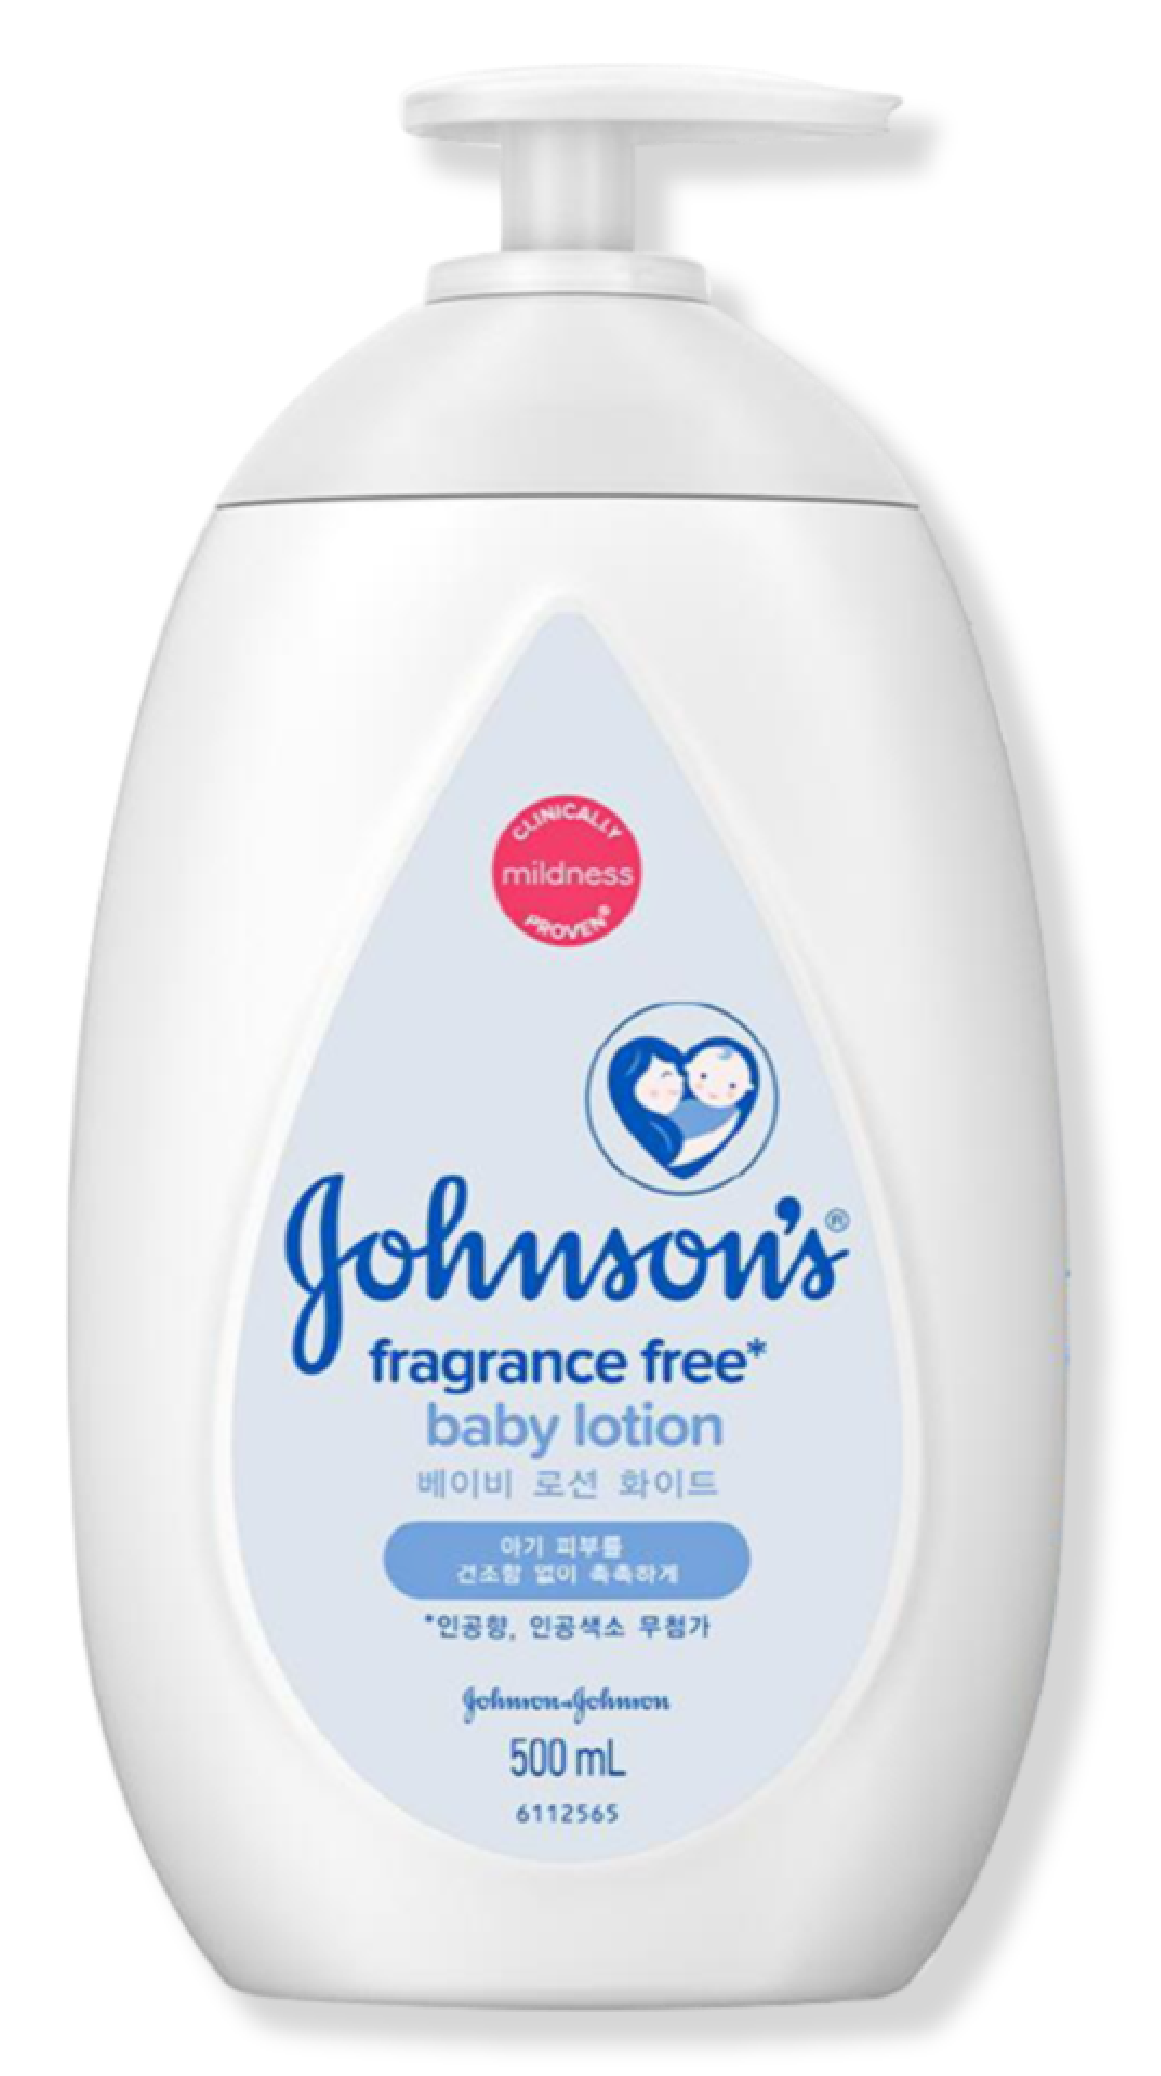 CLINICALLY
mildness
PROVEN®
Johnson's®
fragrance free*
baby lotion
베이비 로션 화이트
아기 피부를
건조함 없이 촉촉하게
*인공향, 인공색소 무첨가
Johnson+Johnson
500 mL
6112565